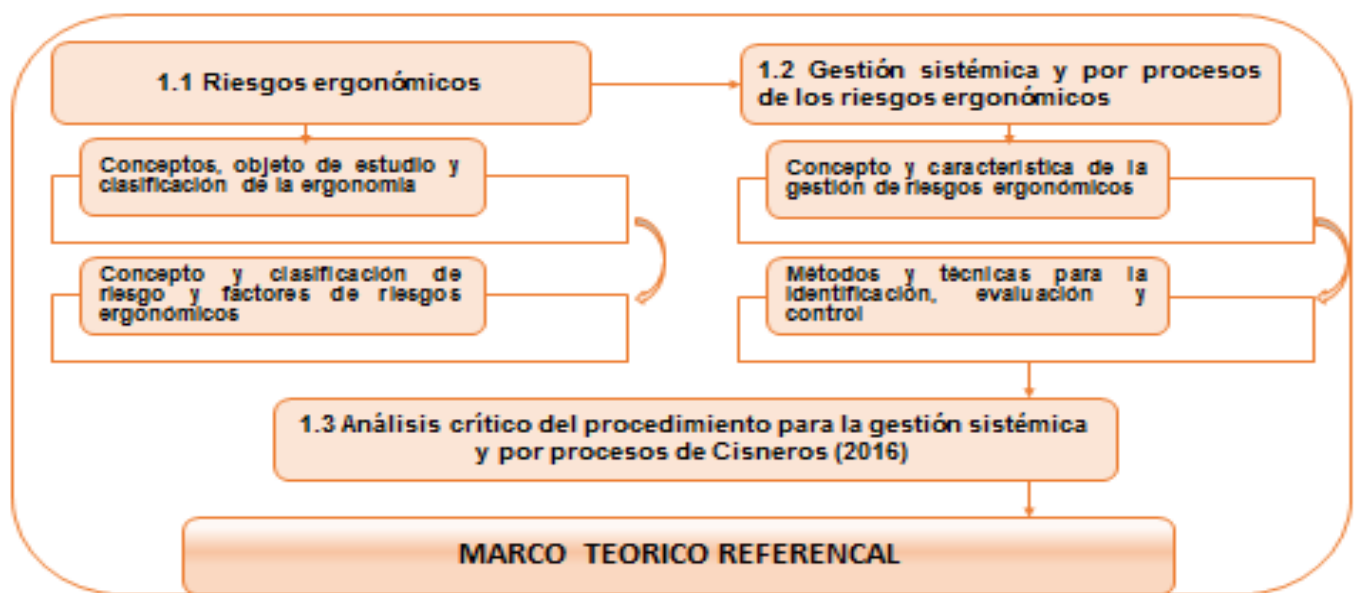 1.1 Riesgos ergonómicos
Conceptos, objeto de estudio y
clasificación de la ergonomía
Concepto y clasificación de
riesgo y factores de riesgos
ergonómicos
1.2 Gestión sistémica y por procesos
de los riesgos ergonómicos
Concepto y característica de la
gestión de riesgos ergonómicos
Métodos y técnicas para la
identificación, evaluación y
control
1.3 Análisis crítico del procedimiento para la gestión sistémica
y por procesos de Cisneros (2016)
MARCO TEORICO REFERENCAL